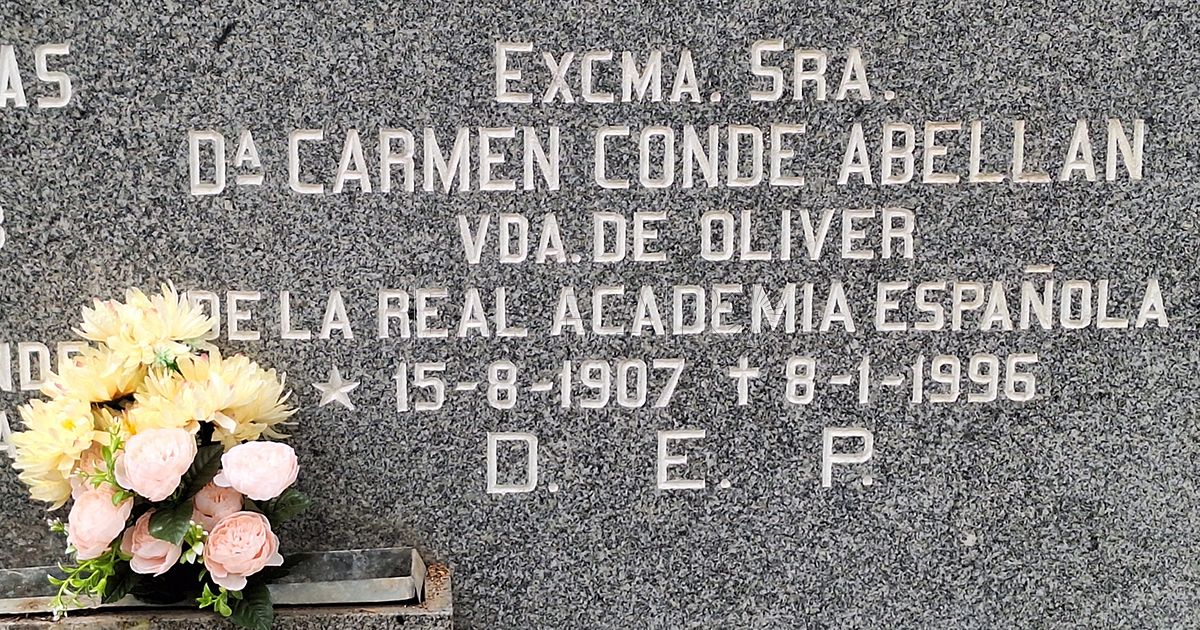 AS
EXCMA. SRA.
Dª CARMEN CONDE ABELLAN
VDA. DE OLIVER
DE LA REAL ACADEMIA ESPAÑOLA
15-8-1907 † 8-1-1996
D. E. P.